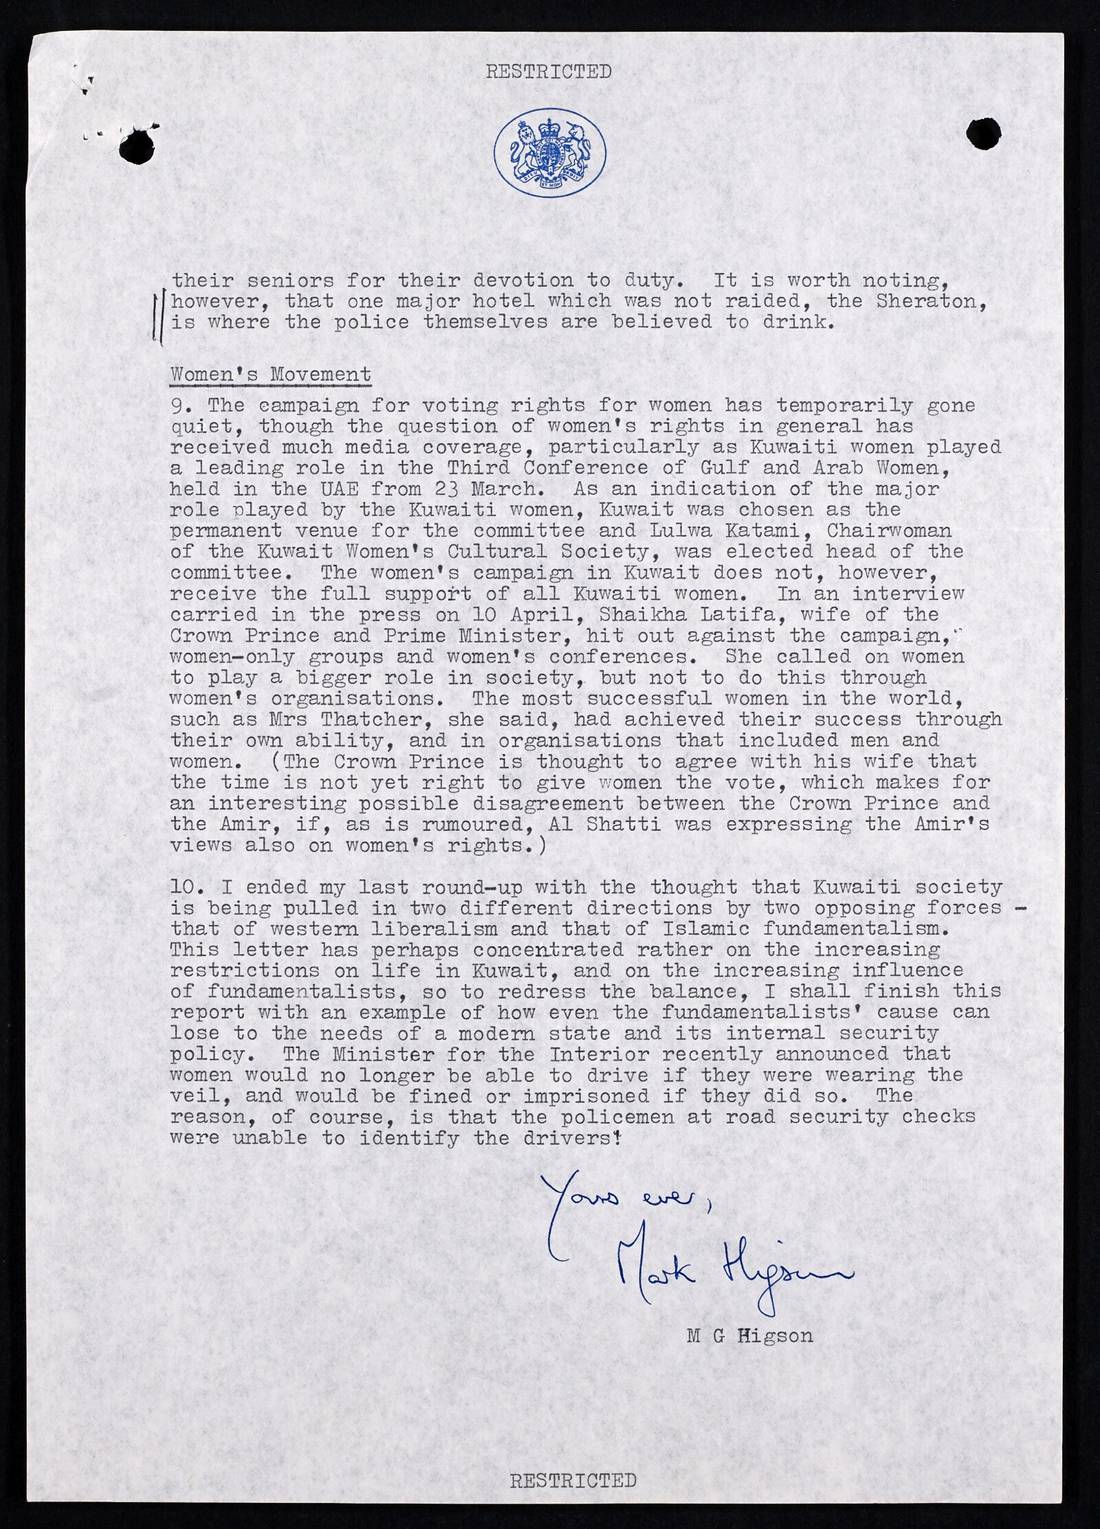 RESTRICTED
their seniors for their devotion to duty. It is worth noting,
however, that one major hotel which was not raided, the Sheraton,
is where the police themselves are believed to drink.
Women's Movement
9. The campaign for voting rights for women has temporarily gone
quiet, though the question of women's rights in general has
received much media coverage, particularly as Kuwaiti women played
a leading role in the Third Conference of Gulf and Arab Women,
held in the UAE from 23 March. As an indication of the major
role played by the Kuwaiti women, Kuwait was chosen as the
permanent venue for the committee and Lulwa Katami, Chairwoman
of the Kuwait Women's Cultural Society, was elected head of the
committee. The women's campaign in Kuwait does not, however,
receive the full support of all Kuwaiti women. In an interview
carried in the press on 10 April, Shaikha Latifa, wife of the
Crown Prince and Prime Minister, hit out against the campaign,
women-only groups and women's conferences. She called on women
to play a bigger role in society, but not to do this through
women's organisations. The most successful women in the world,
such as Mrs Thatcher, she said, had achieved their success through
their own ability, and in organisations that included men and
women. (The Crown Prince is thought to agree with his wife that
the time is not yet right to give women the vote, which makes for
an interesting possible disagreement between the Crown Prince and
the Amir, if, as is rumoured, Al Shatti was expressing the Amir's
views also on women's rights.)
10. I ended my last round-up with the thought that Kuwaiti society
is being pulled in two different directions by two opposing forces -
that of western liberalism and that of Islamic fundamentalism.
This letter has perhaps concentrated rather on the increasing
restrictions on life in Kuwait, and on the increasing influence
of fundamentalists, so to redress the balance, I shall finish this
report with an example of how even the fundamentalists' cause can
lose to the needs of a modern state and its internal security
policy. The Minister for the Interior recently announced that
women would no longer be able to drive if they were wearing the
veil, and would be fined or imprisoned if they did so. The
reason, of course, is that the policemen at road security checks
were unable to identify the drivers!
Yours ever,
Mark Higson
M G Higson
RESTRICTED